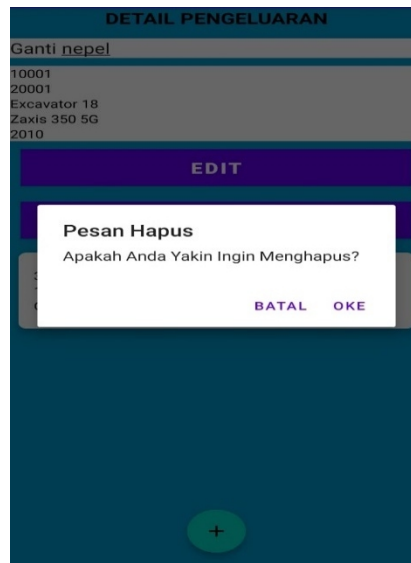 DETAIL PENGELUARAN
Ganti nepel
10001
20001
Excavator 18
Zaxis 350 5G
2010
EDIT
Pesan Hapus
Apakah Anda Yakin Ingin Menghapus?
BATAL OKE
+